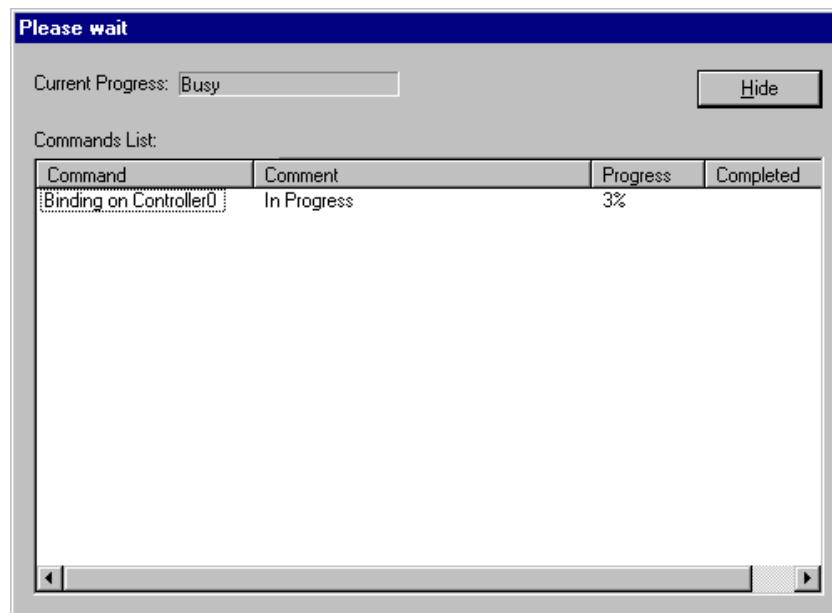 Please wait
Current Progress: Busy
Hide
Commands List:
Command Comment Progress Completed
Binding on Controller0 In Progress 3%